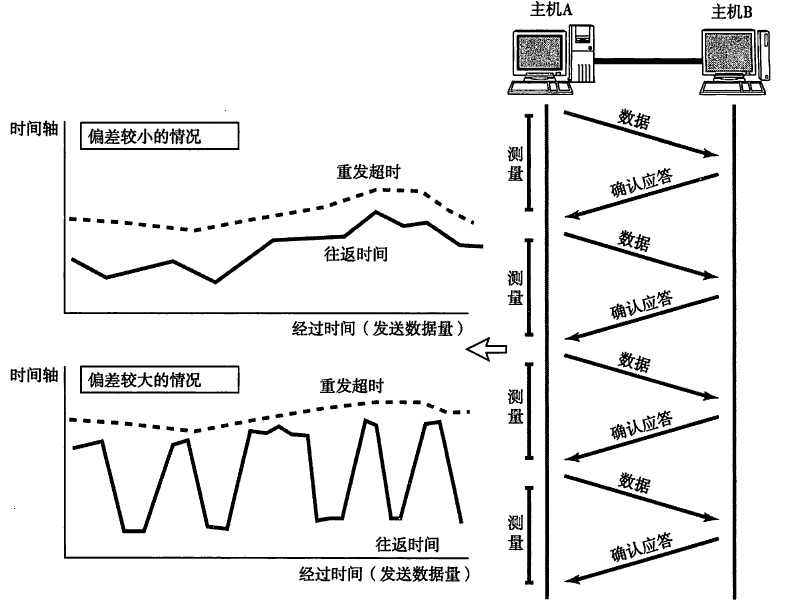 主机A
主机B
时间轴
偏差较小的情况
重发超时
往返时间
经过时间（发送数据量）
时间轴
偏差较大的情况
重发超时
往返时间
经过时间（发送数据量）
测量
数据
确认应答
测量
数据
确认应答
测量
数据
确认应答
测量
数据
确认应答